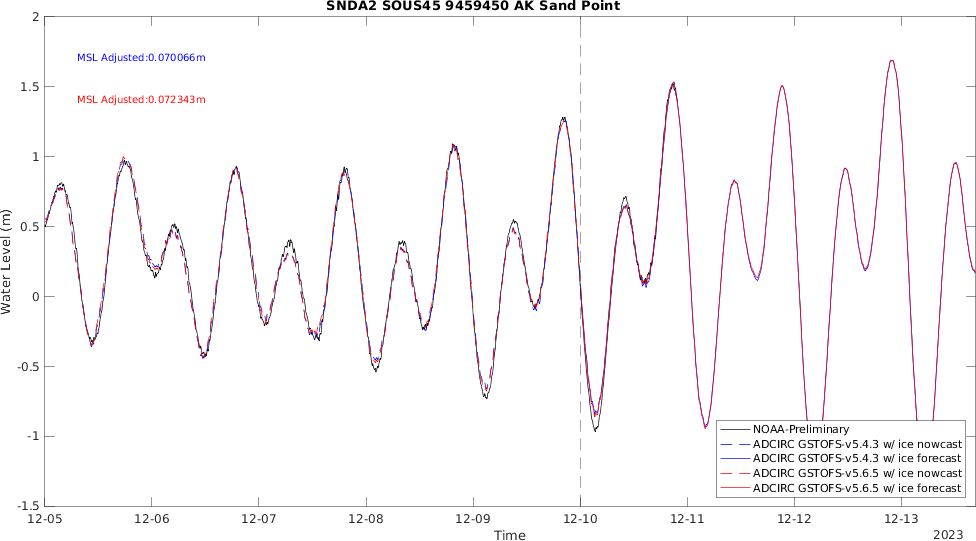 SNDA2 SOUS45 9459450 AK Sand Point
2
MSL Adjusted:0.070066m
1.5
MSL Adjusted:0.072343m
1
0.5
Water Level (m)
0
-0.5
-1
NOAA-Preliminary
ADCIRC GSTOFS-v5.4.3 w/ ice nowcast
ADCIRC GSTOFS-v5.4.3 w/ ice forecast
ADCIRC GSTOFS-v5.6.5 w/ ice nowcast
ADCIRC GSTOFS-v5.6.5 w/ ice forecast
-1.5
12-05 12-06 12-07 12-08 12-09 12-10 12-11 12-12 12-13
Time
2023